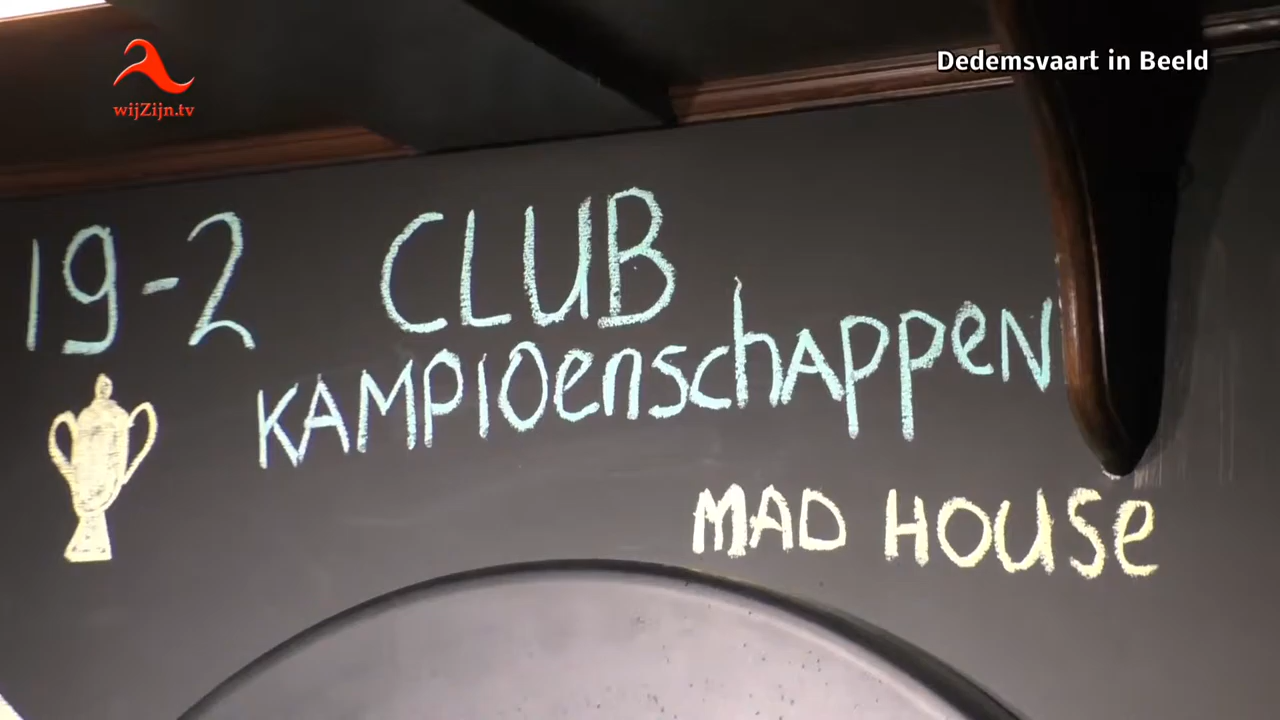 wijZijn.tv
Dedemsvaart in Beeld
19-2 CLUB
KAMPIOenschAppeN
MAD HOUSe